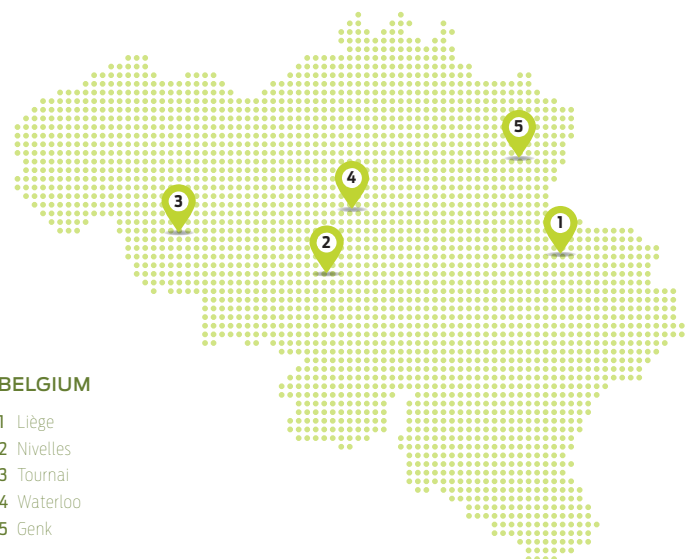 5
4
3
1
2
BELGIUM
1 Liège
2 Nivelles
3 Tournai
4 Waterloo
5 Genk